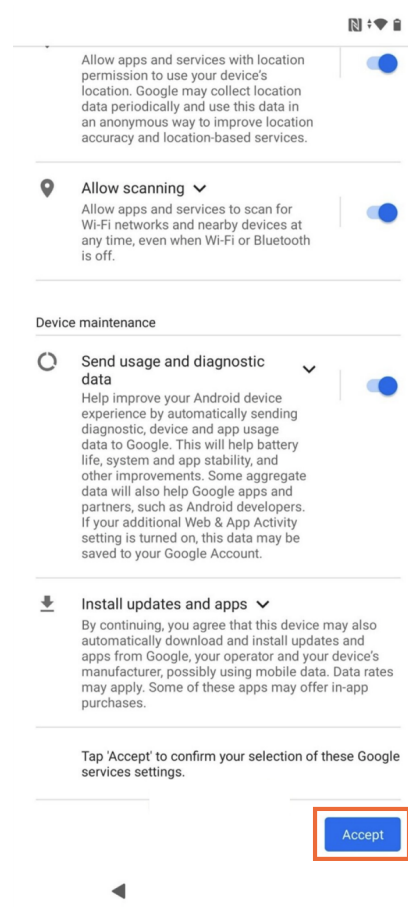 Allow apps and services with location
permission to use your device's
location. Google may collect location
data periodically and use this data in
an anonymous way to improve location
accuracy and location-based services.
Allow scanning
Allow apps and services to scan for
Wi-Fi networks and nearby devices at
any time, even when Wi-Fi or Bluetooth
is off.
Device maintenance
Send usage and diagnostic
data
Help improve your Android device
experience by automatically sending
diagnostic, device and app usage
data to Google. This will help battery
life, system and app stability, and
other improvements. Some aggregate
data will also help Google apps and
partners, such as Android developers.
If your additional Web & App Activity
setting is turned on, this data may be
saved to your Google Account.
Install updates and apps
By continuing, you agree that this device may also
automatically download and install updates and
apps from Google, your operator and your device's
manufacturer, possibly using mobile data. Data rates
may apply. Some of these apps may offer in-app
purchases.
Tap 'Accept' to confirm your selection of these Google
services settings.
Accept